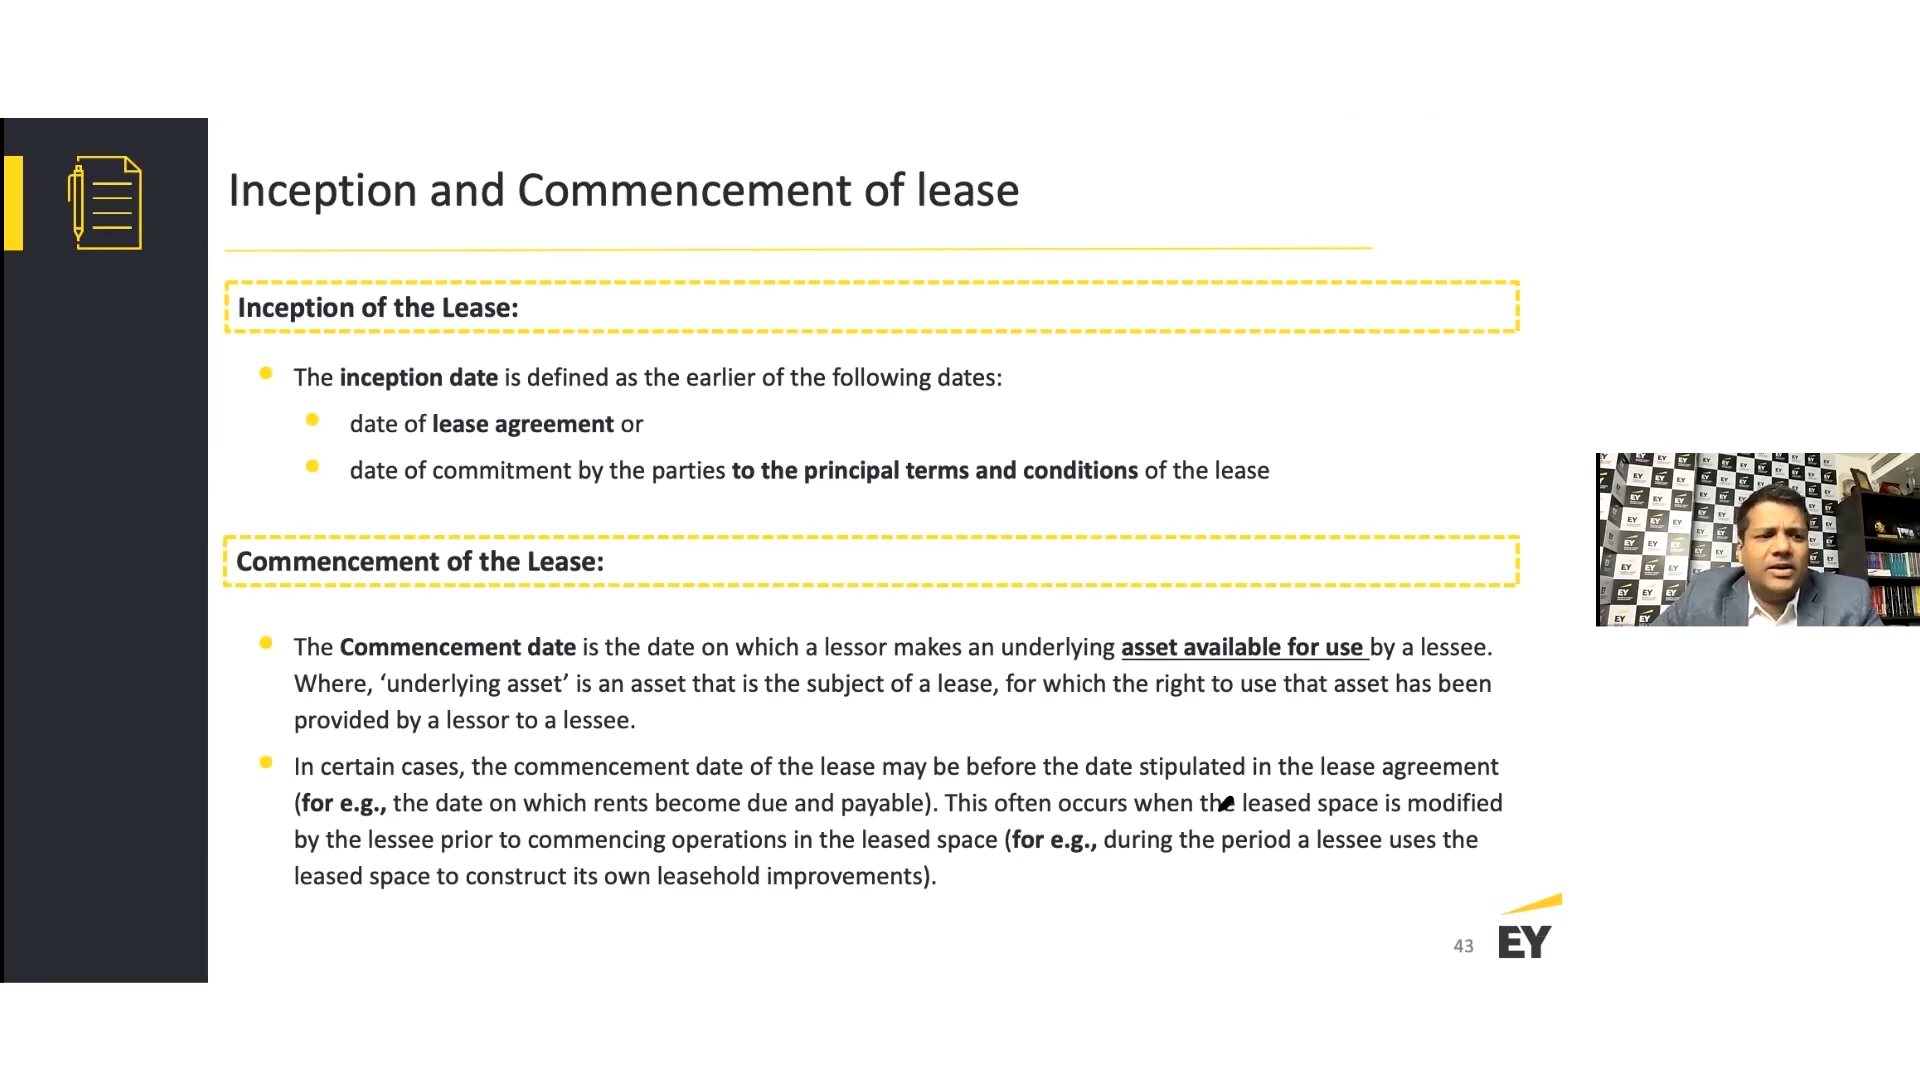 Inception and Commencement of lease
Inception of the Lease:
The inception date is defined as the earlier of the following dates:
date of lease agreement or
date of commitment by the parties to the principal terms and conditions of the lease
Commencement of the Lease:
The Commencement date is the date on which a lessor makes an underlying asset available for use by a lessee.
Where, ‘underlying asset’ is an asset that is the subject of a lease, for which the right to use that asset has been
provided by a lessor to a lessee.
In certain cases, the commencement date of the lease may be before the date stipulated in the lease agreement
(for e.g., the date on which rents become due and payable). This often occurs when the leased space is modified
by the lessee prior to commencing operations in the leased space (for e.g., during the period a lessee uses the
leased space to construct its own leasehold improvements).
43
EY